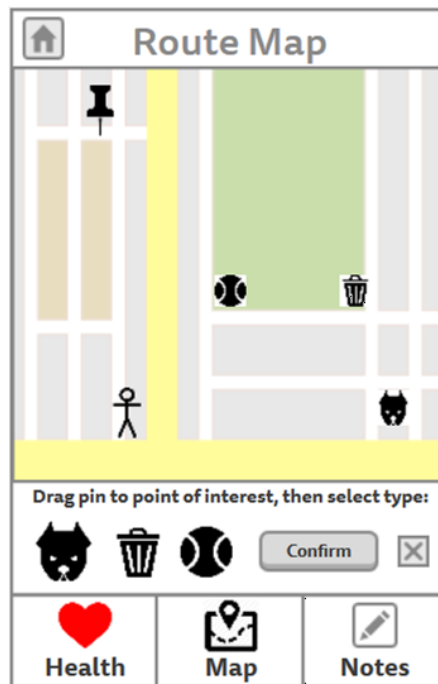 Route Map
Drag pin to point of interest, then select type:
Confirm
Health
Map
Notes